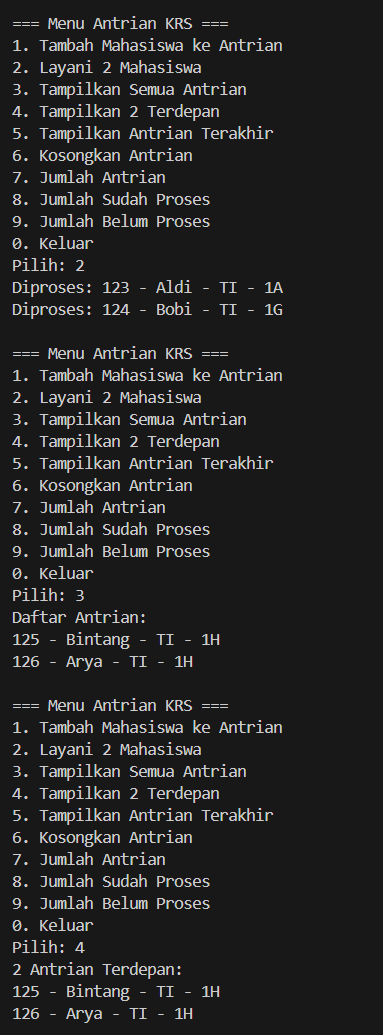 === Menu Antrian KRS ===
1. Tambah Mahasiswa ke Antrian
2. Layani 2 Mahasiswa
3. Tampilkan Semua Antrian
4. Tampilkan 2 Terdepan
5. Tampilkan Antrian Terakhir
6. Kosongkan Antrian
7. Jumlah Antrian
8. Jumlah Sudah Proses
9. Jumlah Belum Proses
0. Keluar
Pilih: 2
Diproses: 123 - Aldi - TI - 1A
Diproses: 124 - Bobi - TI - 1G

=== Menu Antrian KRS ===
1. Tambah Mahasiswa ke Antrian
2. Layani 2 Mahasiswa
3. Tampilkan Semua Antrian
4. Tampilkan 2 Terdepan
5. Tampilkan Antrian Terakhir
6. Kosongkan Antrian
7. Jumlah Antrian
8. Jumlah Sudah Proses
9. Jumlah Belum Proses
0. Keluar
Pilih: 3
Daftar Antrian:
125 - Bintang - TI - 1H
126 - Arya - TI - 1H

=== Menu Antrian KRS ===
1. Tambah Mahasiswa ke Antrian
2. Layani 2 Mahasiswa
3. Tampilkan Semua Antrian
4. Tampilkan 2 Terdepan
5. Tampilkan Antrian Terakhir
6. Kosongkan Antrian
7. Jumlah Antrian
8. Jumlah Sudah Proses
9. Jumlah Belum Proses
0. Keluar
Pilih: 4
2 Antrian Terdepan:
125 - Bintang - TI - 1H
126 - Arya - TI - 1H